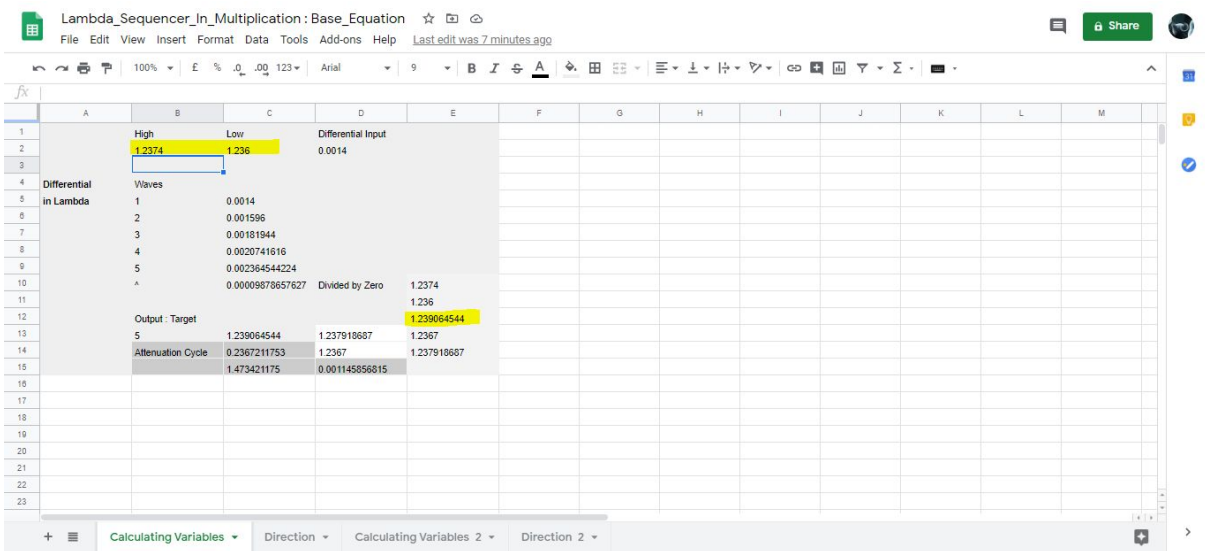 Lambda_Sequencer_In_Multiplication : Base_Equation
File Edit View Insert Format Data Tools Add-ons Help Last edit was 7 minutes ago
Share
100% £ % .0 .00 123 Arial 9 B I S A
fx
A B C D E F G H I J K L M
1 High Low Differential Input
2 1.2374 1.236 0.0014
3
4 Differential Waves
5 in Lambda 1 0.0014
6 2 0.001596
7 3 0.00181944
8 4 0.0020741616
9 5 0.002364544224
10 ^ 0.00009878657627 Divided by Zero 1.2374
11 1.236
12 Output : Target 1.239064544
13 5 1.239064544 1.237918687 1.2367
14 Attenuation Cycle 0.2367211753 1.2367 1.237918687
15 1.473421175 0.001145856815
16
17
18
19
20
21
22
23
Calculating Variables Direction Calculating Variables 2 Direction 2